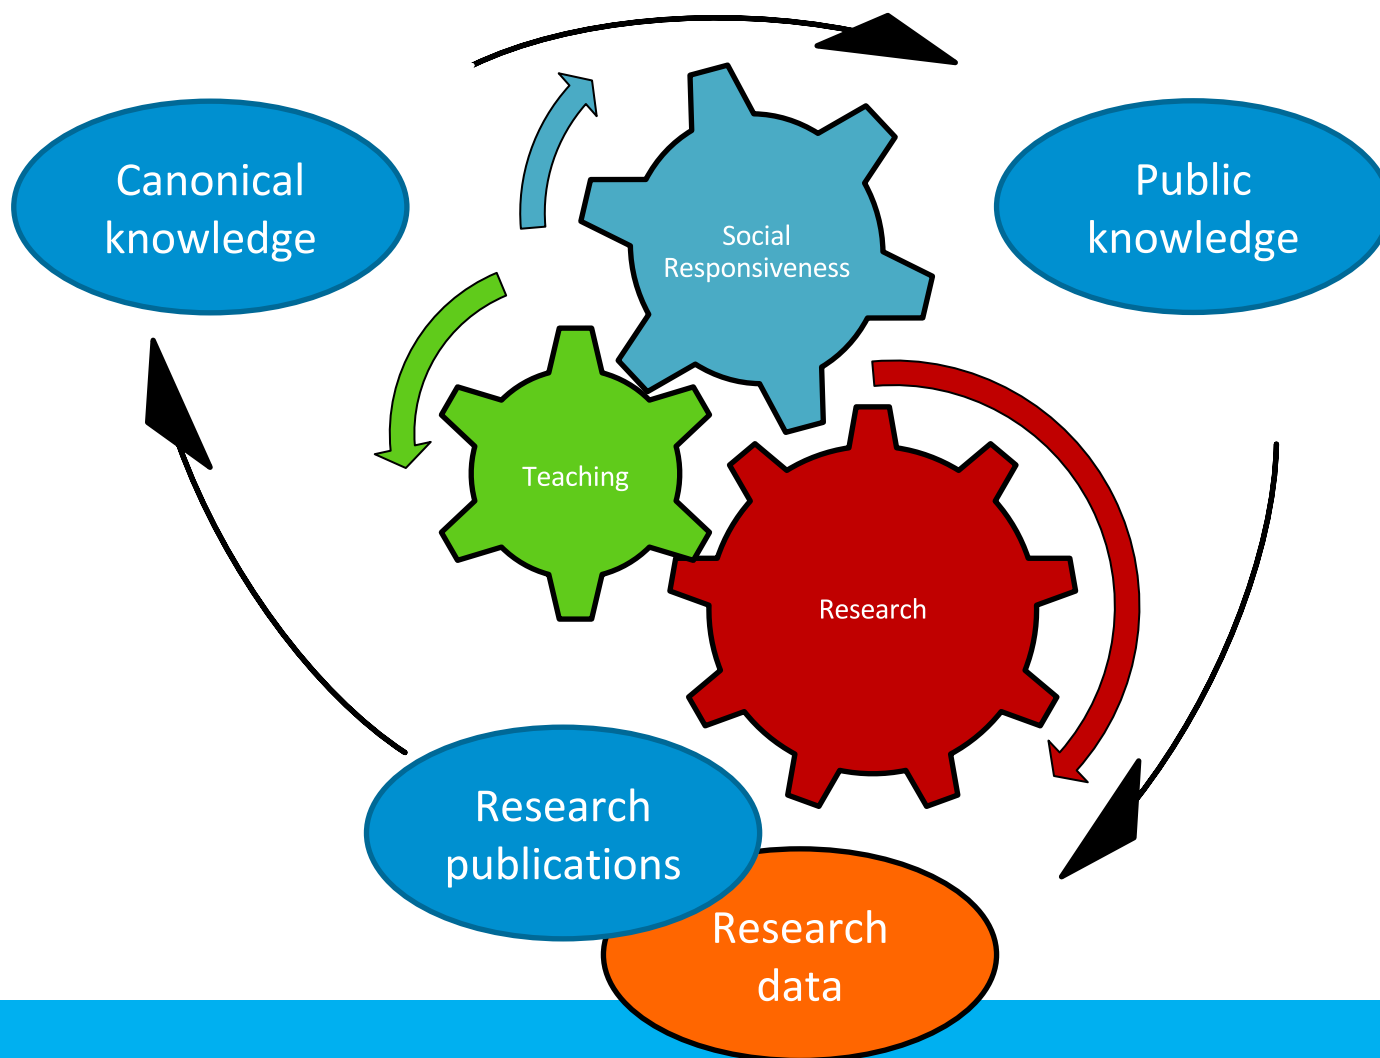 Canonical
knowledge
Public
knowledge
Social
Responsiveness
Teaching
Research
Research
publications
Research
data